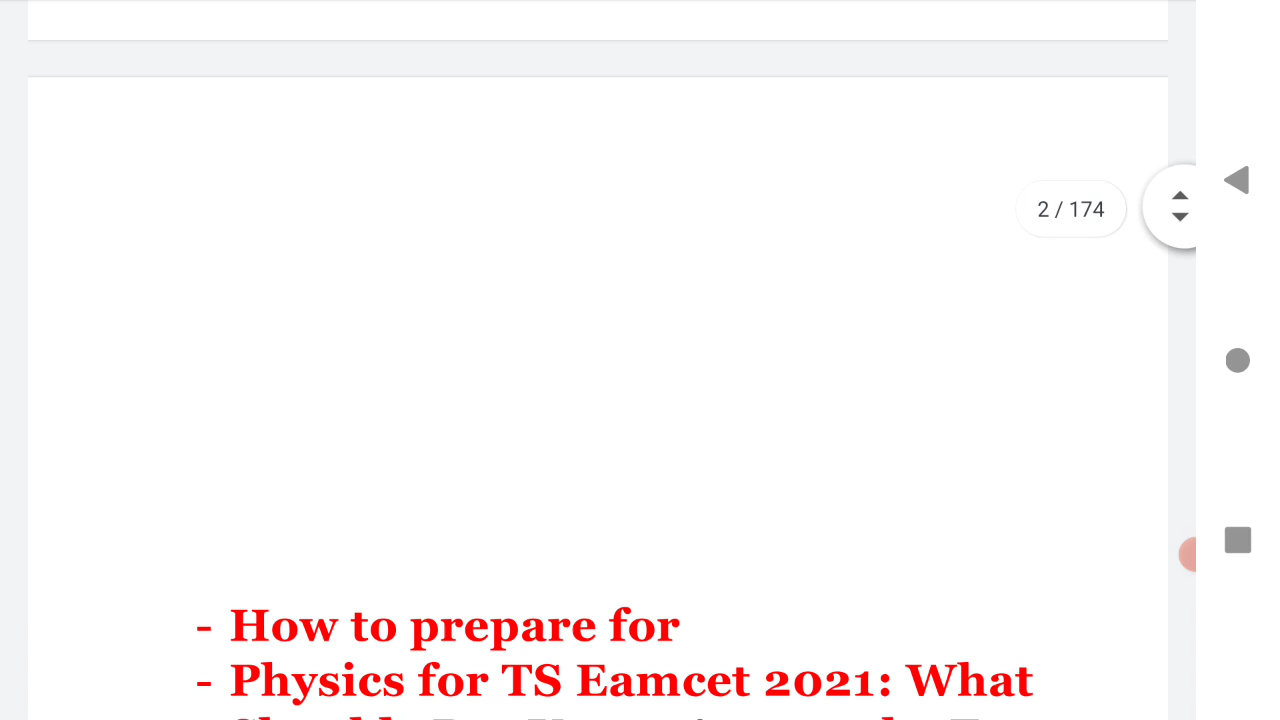 2 / 174
- How to prepare for
- Physics for TS Eamcet 2021: What